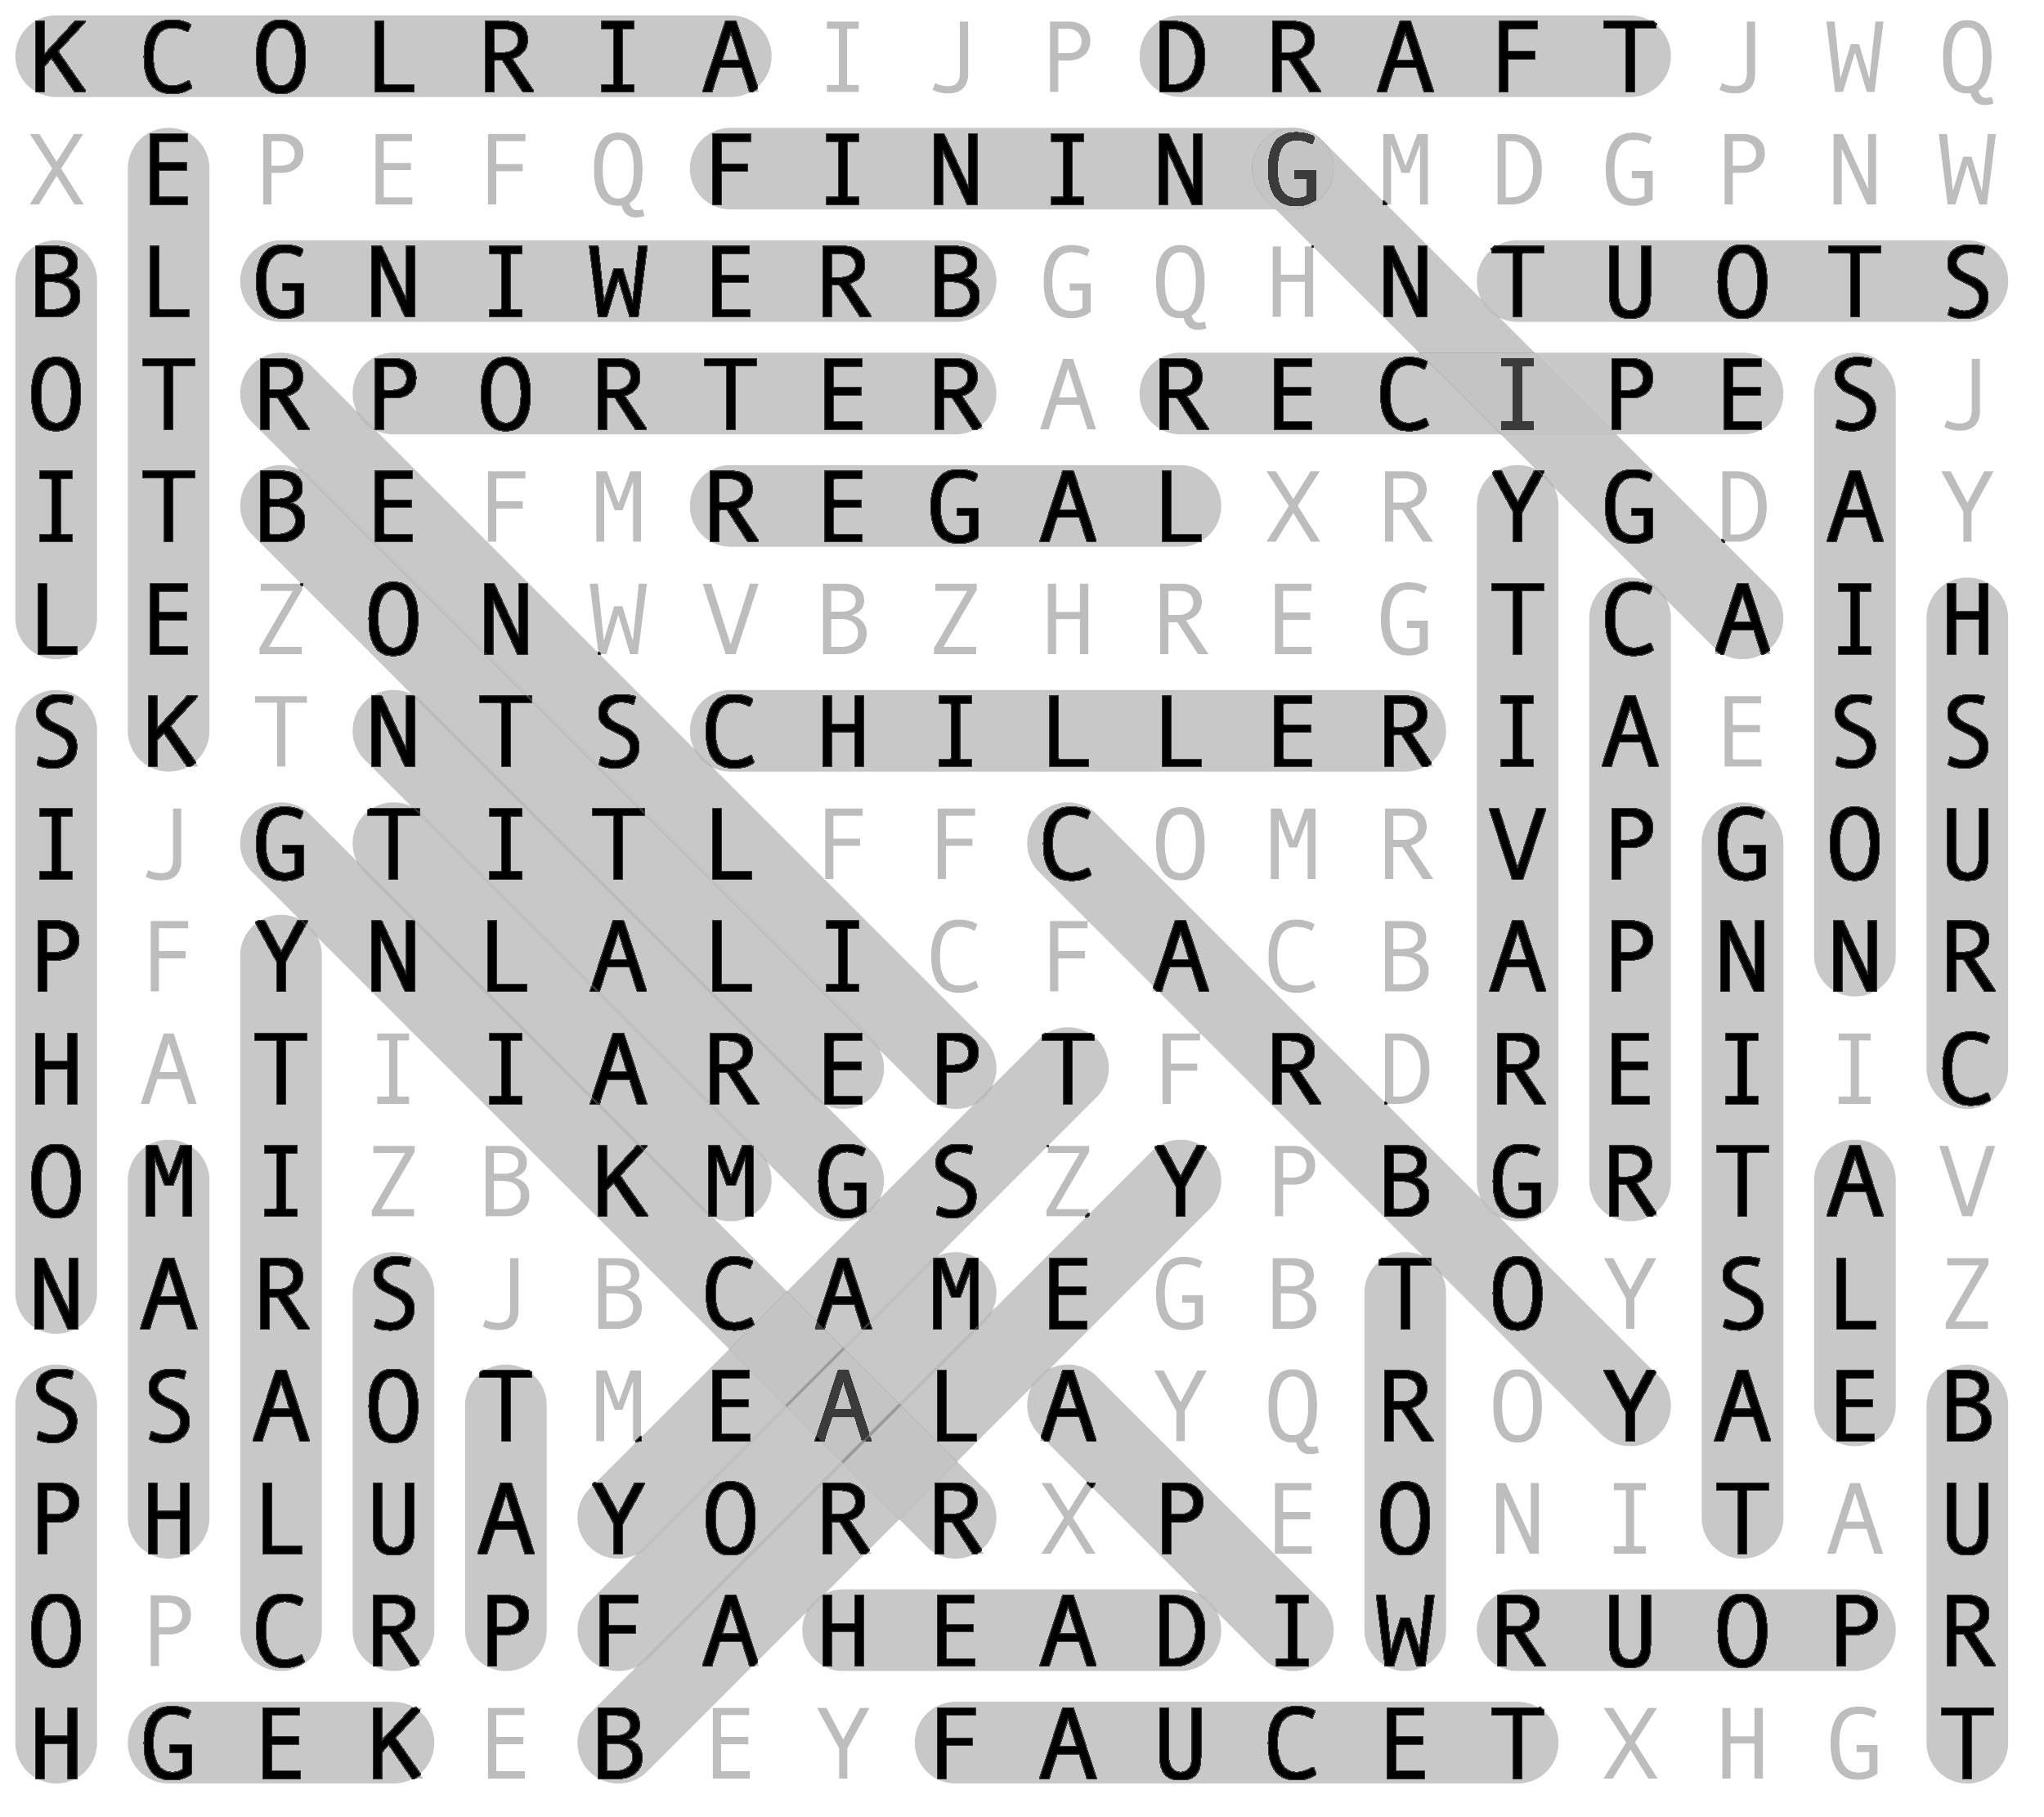 K C O L R I A I J P D R A F T J W Q
X E P E F Q F I N I N G M D G P N W
B L G N I W E R B G Q H N T U O T S
O T R P O R T E R A R E C I P E S J
I T B E F M R E G A L X R Y G D A Y
L E Z O N W V B Z H R E G T C A I H
S K T N T S C H I L L E R I A E S S
I J G T I T L F F C O M R V P G O U
P F Y N L A L I C F A C B A P N N R
H A T I I A R E P T F R D R E I I C
O M I Z B K M G S Z Y P B G R T A V
N A R S J B C A M E G B T O Y S L Z
S S A O T M E A L A Y Q R O Y A E B
P H L U A Y O R R X P E O N I T A U
O P C R P F A H E A D I W R U O P R
H G E K E B E Y F A U C E T X H G T